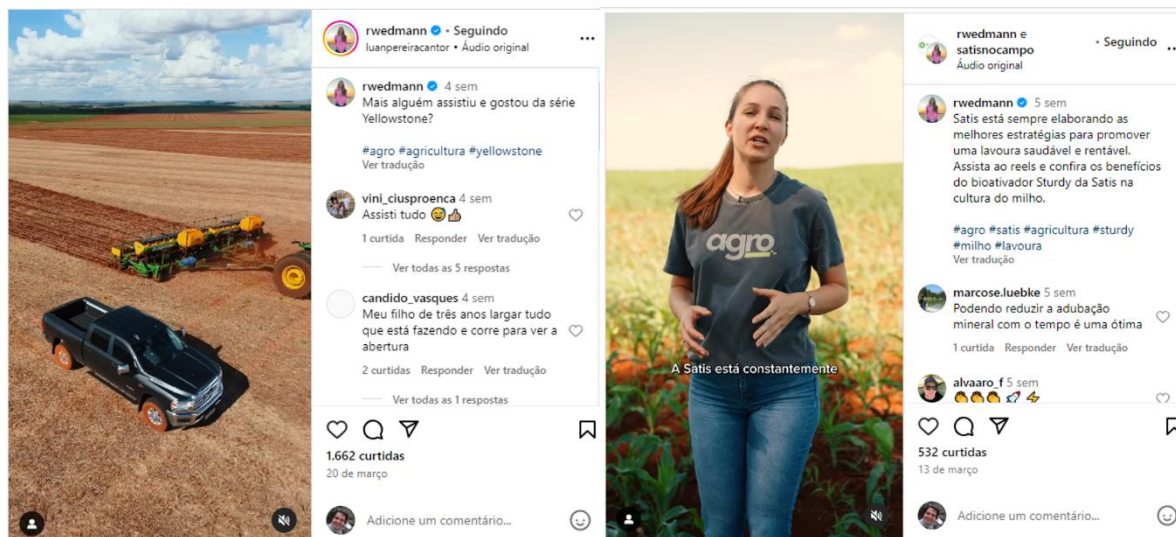 rwedmann • Seguindo
luanpereiracantor • Áudio original
rwedmann 4 sem
Mais alguém assistiu e gostou da série
Yellowstone?
#agro #agricultura #yellowstone
Ver tradução
vini_ciusproenca 4 sem
Assisti tudo 😅👍🏽
1 curtida Responder Ver tradução
Ver todas as 5 respostas
candido_vasques 4 sem
Meu filho de três anos largar tudo
que está fazendo e corre para ver a
abertura
2 curtidas Responder Ver tradução
Ver todas as 1 respostas
1.662 curtidas
20 de março
Adicione um comentário...
agro
A Satis está constantemente
rwedmann e
satisnocampo
• Seguindo
Áudio original
rwedmann 5 sem
Satis está sempre elaborando as
melhores estratégias para promover
uma lavoura saudável e rentável.
Assista ao reels e confira os benefícios
do bioativador Sturdy da Satis na
cultura do milho.
#agro #satis #agricultura #sturdy
#milho #lavoura
Ver tradução
marcose.luebke 5 sem
Podendo reduzir a adubação
mineral com o tempo é uma ótima
1 curtida Responder Ver tradução
alvaaro_f 5 sem
👏👏👏🚀⚡
532 curtidas
13 de março
Adicione um comentário...